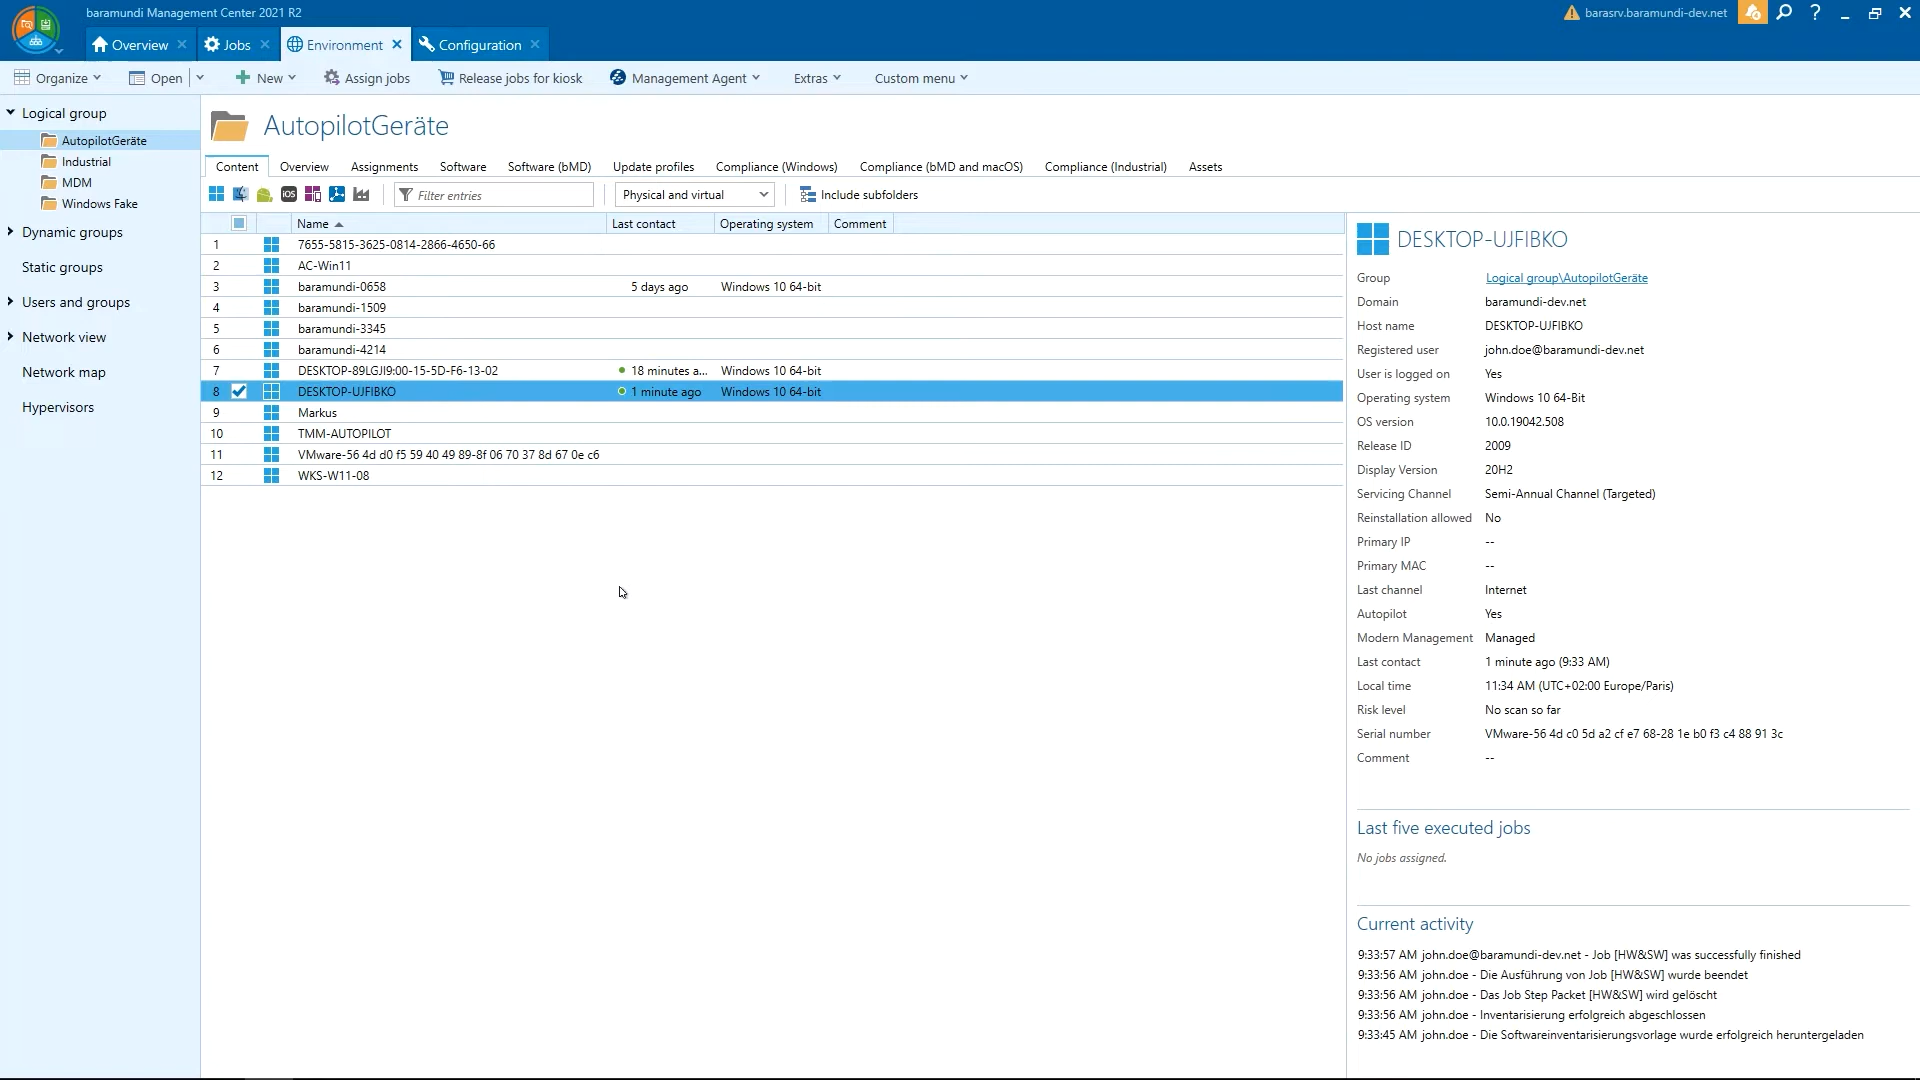 baramundi Management Center 2021 R2
barasrv.baramundi-dev.net
Overview
Jobs
Environment
Configuration
Organize
Open
New
Assign jobs
Release jobs for kiosk
Management Agent
Extras
Custom menu
Logical group
AutopilotGeräte
Industrial
MDM
Windows Fake
Dynamic groups
Static groups
Users and groups
Network view
Network map
Hypervisors
AutopilotGeräte
Content Overview Assignments Software Software (bMD) Update profiles Compliance (Windows) Compliance (bMD and macOS) Compliance (Industrial) Assets
iOS
Filter entries
Physical and virtual
Include subfolders
Name Last contact Operating system Comment
1 7655-5815-3625-0814-2866-4650-66
2 AC-Win11
3 baramundi-0658 5 days ago Windows 10 64-bit
4 baramundi-1509
5 baramundi-3345
6 baramundi-4214
7 DESKTOP-89LGJI9:00-15-5D-F6-13-02 18 minutes a... Windows 10 64-bit
8 DESKTOP-UJFIBKO 1 minute ago Windows 10 64-bit
9 Markus
10 TMM-AUTOPILOT
11 VMware-56 4d d0 f5 59 40 49 89-8f 06 70 37 8d 67 0e c6
12 WKS-W11-08
DESKTOP-UJFIBKO
Group Logical group\AutopilotGeräte
Domain baramundi-dev.net
Host name DESKTOP-UJFIBKO
Registered user john.doe@baramundi-dev.net
User is logged on Yes
Operating system Windows 10 64-Bit
OS version 10.0.19042.508
Release ID 2009
Display Version 20H2
Servicing Channel Semi-Annual Channel (Targeted)
Reinstallation allowed No
Primary IP --
Primary MAC --
Last channel Internet
Autopilot Yes
Modern Management Managed
Last contact 1 minute ago (9:33 AM)
Local time 11:34 AM (UTC+02:00 Europe/Paris)
Risk level No scan so far
Serial number VMware-56 4d c0 5d a2 cf e7 68-28 1e b0 f3 c4 88 91 3c
Comment --
Last five executed jobs
No jobs assigned.
Current activity
9:33:57 AM john.doe@baramundi-dev.net - Job [HW&SW] was successfully finished
9:33:56 AM john.doe - Die Ausführung von Job [HW&SW] wurde beendet
9:33:56 AM john.doe - Das Job Step Packet [HW&SW] wird gelöscht
9:33:56 AM john.doe - Inventarisierung erfolgreich abgeschlossen
9:33:45 AM john.doe - Die Softwareinventarisierungsvorlage wurde erfolgreich heruntergeladen